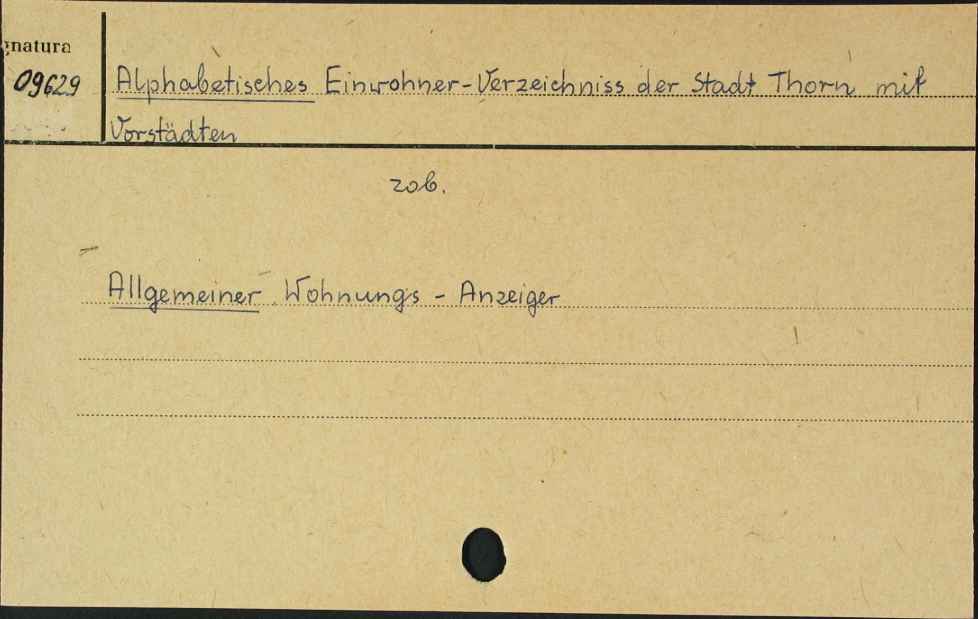 gnatura
09629
Alphabetisches Einwohner-Verzeichniss der Stadt Thorn mit
Vorstädten
zob.
Allgemeiner Wohnungs - Anzeiger